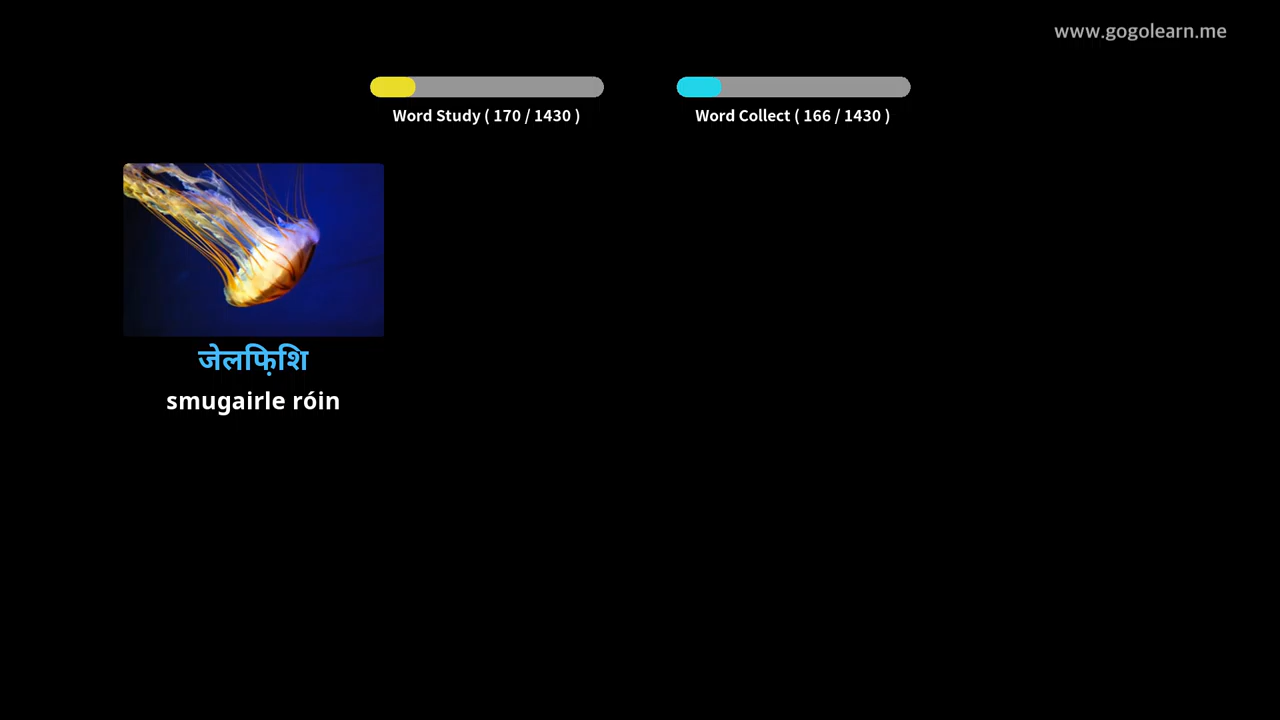 www.gogolearn.me
Word Study ( 170 / 1430 )
Word Collect ( 166 / 1430 )
जेलफ़िशि
smugairle róin